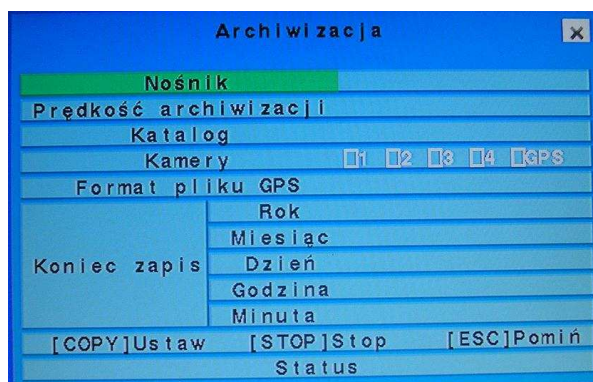 Archiwizacja
Nośnik
Prędkość archiwizacji
Katalog
Kamery 1 2 3 4 GPS
Format pliku GPS
Koniec zapis
Rok
Miesiąc
Dzień
Godzina
Minuta
[COPY]Ustaw [STOP]Stop [ESC]Pomiń
Status